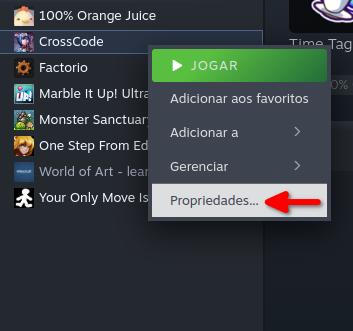 100% Orange Juice
CrossCode
Factorio
Marble It Up! Ultra
Monster Sanctuary
One Step From Ed
World of Art - lear
Your Only Move Is
JOGAR
Adicionar aos favoritos
Adicionar a
Gerenciar
Propriedades...
Time Tag
0%